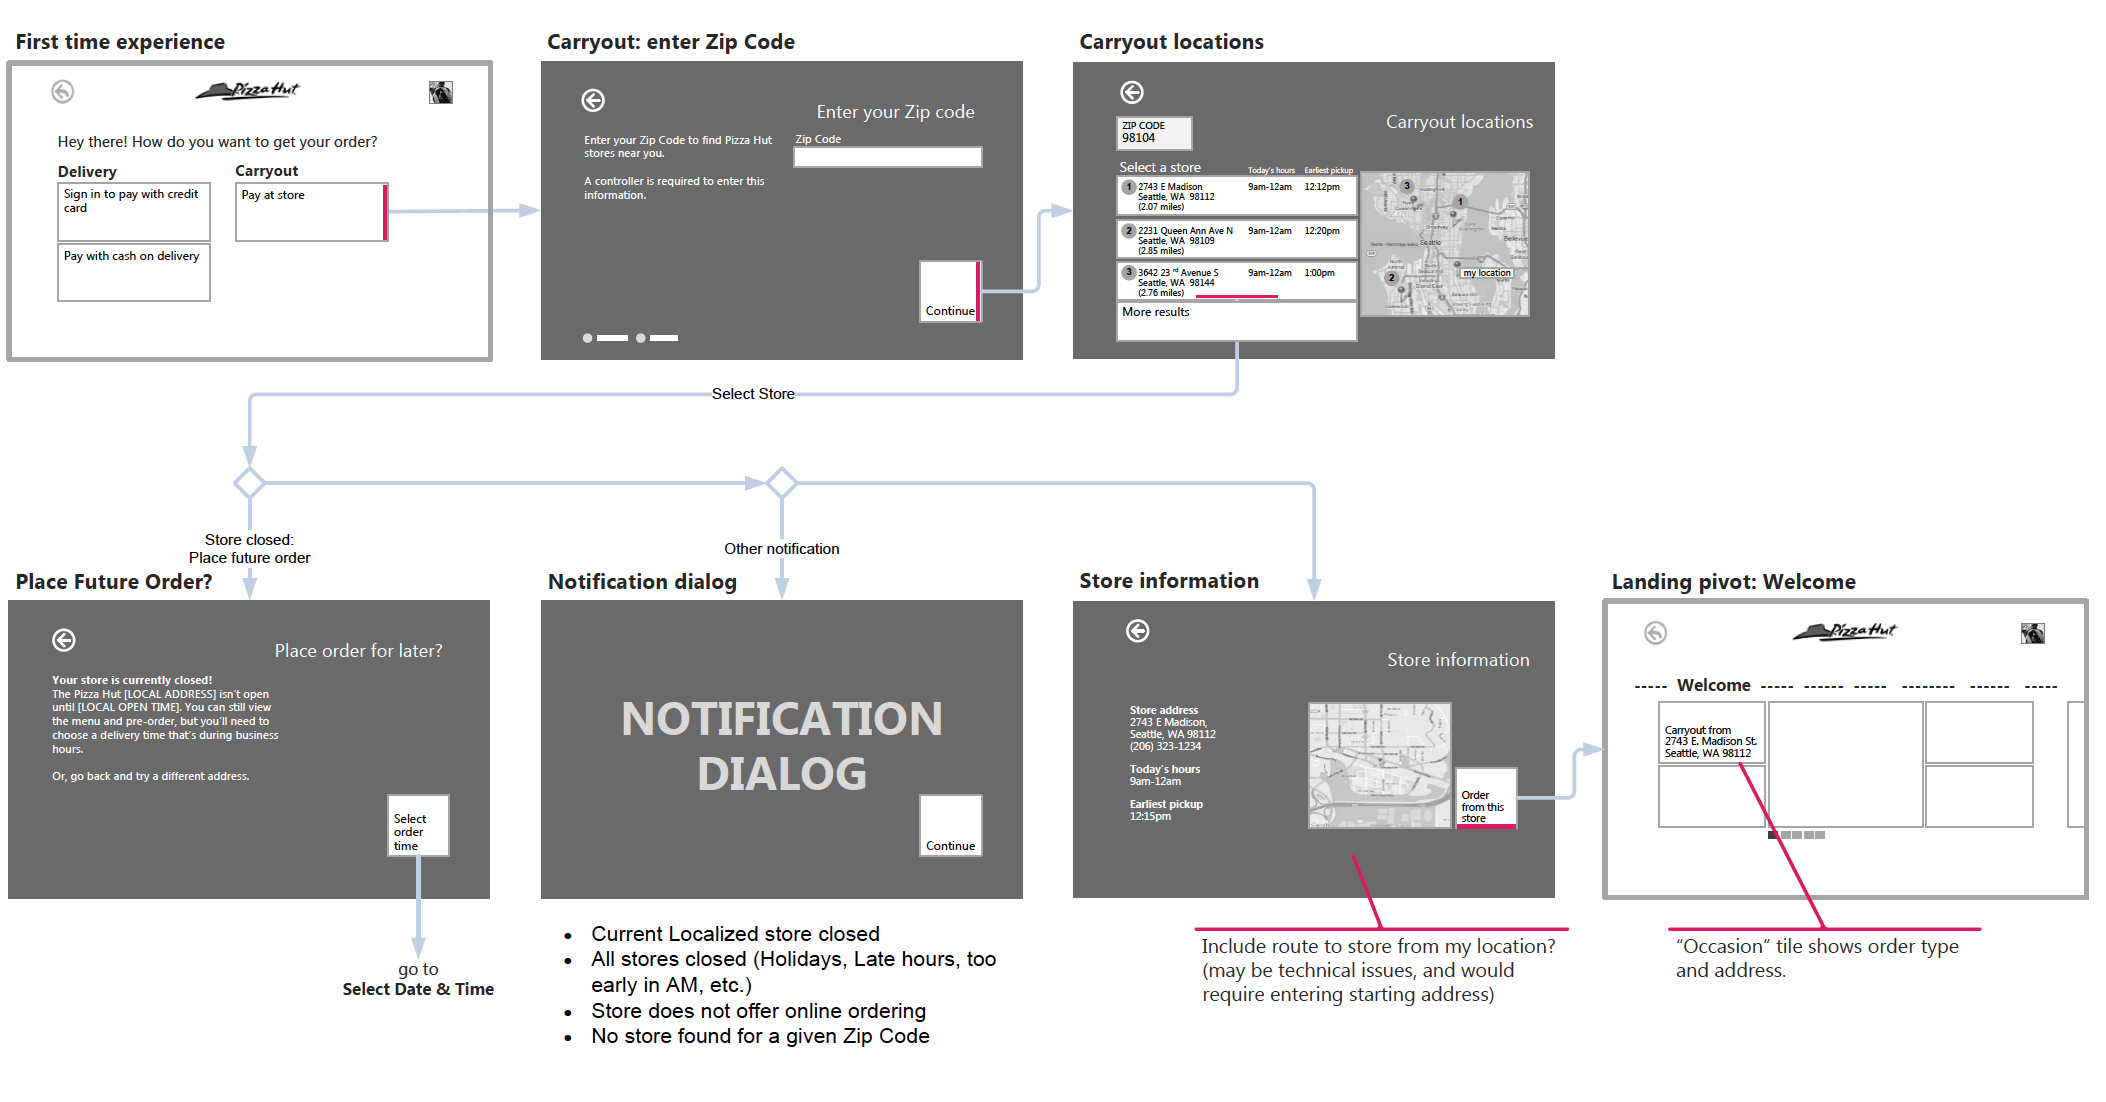 First time experience
Pizza Hut
Hey there! How do you want to get your order?
Delivery
Sign in to pay with credit
card
Pay with cash on delivery
Carryout
Pay at store
Carryout: enter Zip Code
Enter your Zip code
Enter your Zip Code to find Pizza Hut
stores near you.
A controller is required to enter this
information.
Zip Code
Continue
Carryout locations
Carryout locations
ZIP CODE
98104
Select a store
Today's hours
Earliest pickup
1 2743 E Madison 9am-12am 12:12pm
Seattle, WA 98112
(2.07 miles)
2 2231 Queen Ann Ave N 9am-12am 12:20pm
Seattle, WA 98109
(2.85 miles)
3 3642 23 rd Avenue S 9am-12am 1:00pm
Seattle, WA 98144
(2.76 miles)
More results
3
1
Broadway
Seattle
Bellevue
my location
2
Select Store
Store closed:
Place future order
Other notification
Place Future Order?
Place order for later?
Your store is currently closed!
The Pizza Hut [LOCAL ADDRESS] isn't open
until [LOCAL OPEN TIME]. You can still view
the menu and pre-order, but you'll need to
choose a delivery time that's during business
hours.
Or, go back and try a different address.
Select
order
time
go to
Select Date & Time
Notification dialog
NOTIFICATION
DIALOG
Continue
• Current Localized store closed
• All stores closed (Holidays, Late hours, too
early in AM, etc.)
• Store does not offer online ordering
• No store found for a given Zip Code
Store information
Store information
Store address
2743 E Madison,
Seattle, WA 98112
(206) 323-1234
Today's hours
9am-12am
Earliest pickup
12:15pm
Order
from this
store
Include route to store from my location?
(may be technical issues, and would
require entering starting address)
Landing pivot: Welcome
Pizza Hut
----- Welcome ----- ------ ----- -------- ------ -----
Carryout from
2743 E. Madison St.
Seattle, WA 98112
“Occasion” tile shows order type
and address.